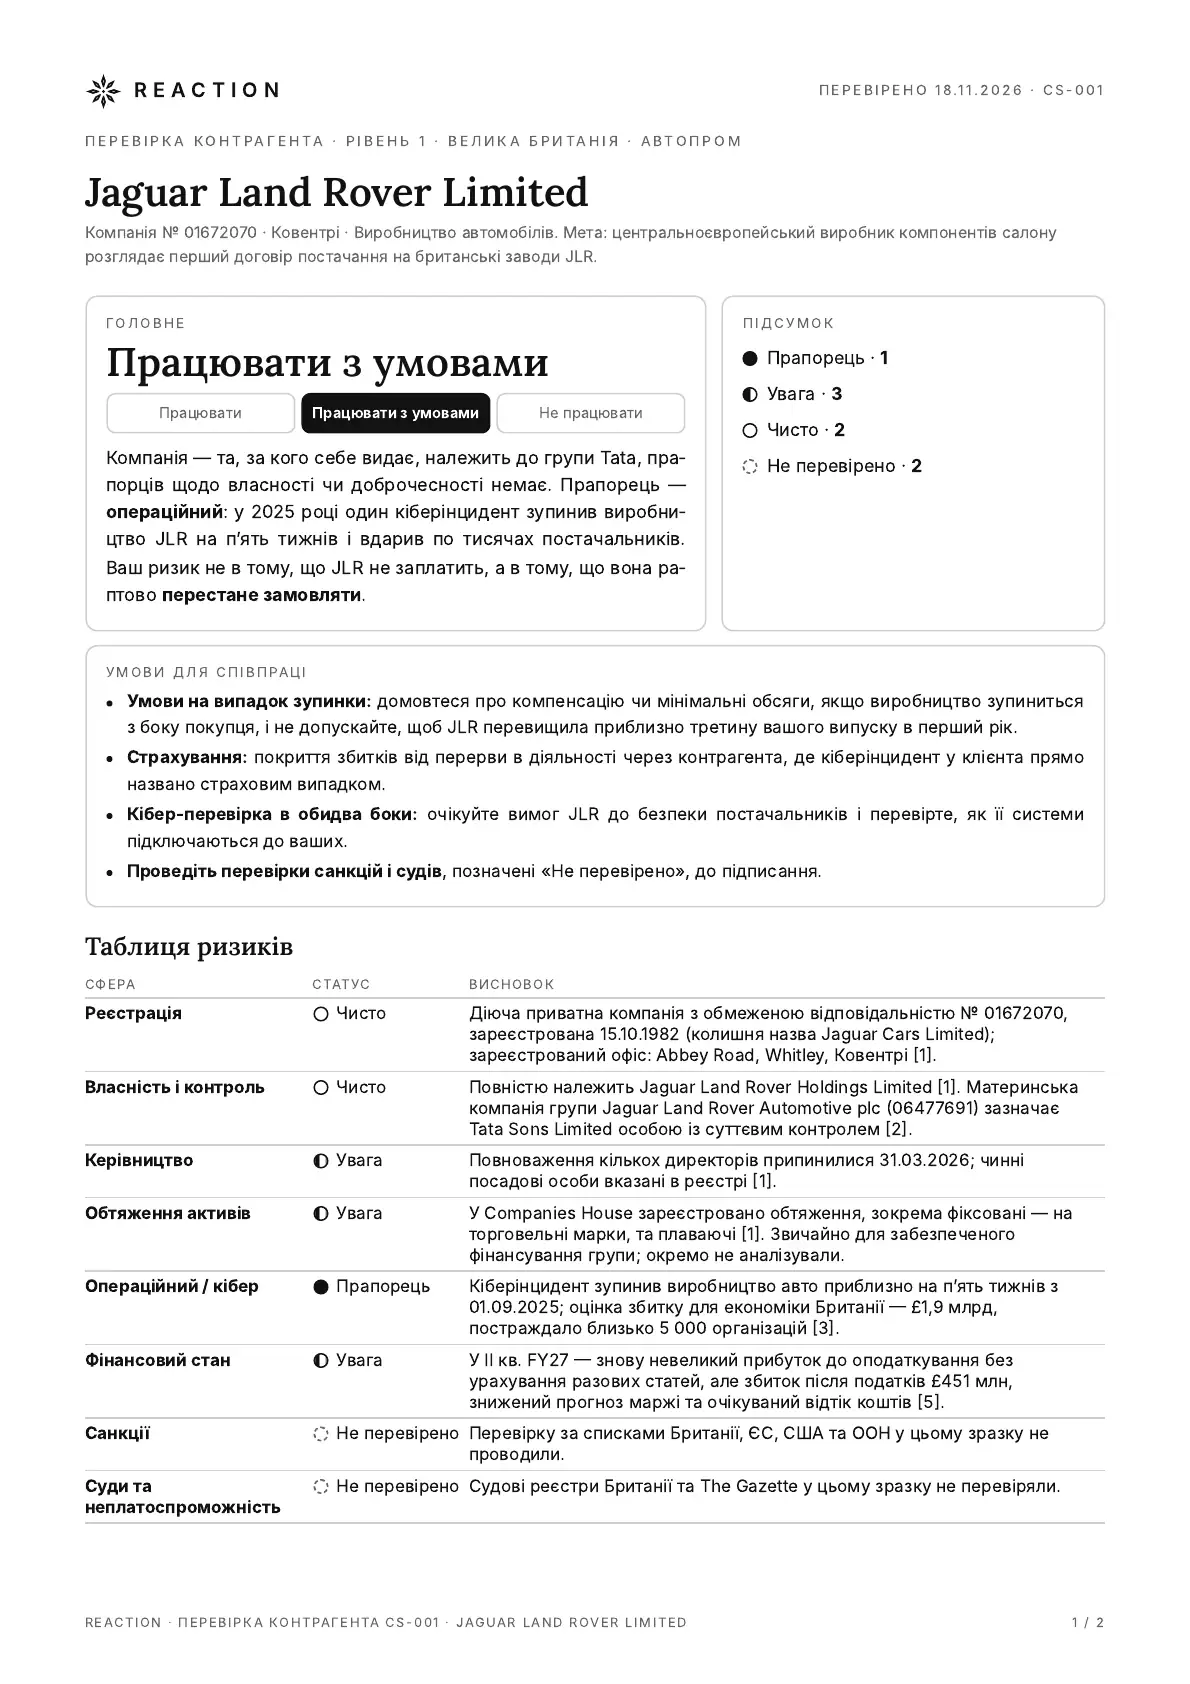 REACTION
ПЕРЕВІРЕНО 18.11.2026 · CS-001
ПЕРЕВІРКА КОНТРАГЕНТА · РІВЕНЬ 1 · ВЕЛИКА БРИТАНІЯ · АВТОПРОМ
Jaguar Land Rover Limited
Компанія № 01672070 · Ковентрі · Виробництво автомобілів. Мета: центральноєвропейський виробник компонентів салону
розглядає перший договір постачання на британські заводи JLR.
ГОЛОВНЕ
Працювати з умовами
Працювати
Працювати з умовами
Не працювати
Компанія — та, за кого себе видає, належить до групи Tata, пра-
порців щодо власності чи доброчесності немає. Прапорець —
операційний: у 2025 році один кіберінцидент зупинив виробни-
цтво JLR на п’ять тижнів і вдарив по тисячах постачальників.
Ваш ризик не в тому, що JLR не заплатить, а в тому, що вона ра-
птово перестане замовляти.
ПІДСУМОК
Прапорець · 1
Увага · 3
Чисто · 2
Не перевірено · 2
УМОВИ ДЛЯ СПІВПРАЦІ
• Умови на випадок зупинки: домовтеся про компенсацію чи мінімальні обсяги, якщо виробництво зупиниться
з боку покупця, і не допускайте, щоб JLR перевищила приблизно третину вашого випуску в перший рік.
• Страхування: покриття збитків від перерви в діяльності через контрагента, де кіберінцидент у клієнта прямо
названо страховим випадком.
• Кібер-перевірка в обидва боки: очікуйте вимог JLR до безпеки постачальників і перевірте, як її системи
підключаються до ваших.
• Проведіть перевірки санкцій і судів, позначені «Не перевірено», до підписання.
Таблиця ризиків
СФЕРА СТАТУС ВИСНОВОК
Реєстрація Чисто Діюча приватна компанія з обмеженою відповідальністю № 01672070,
зареєстрована 15.10.1982 (колишня назва Jaguar Cars Limited);
зареєстрований офіс: Abbey Road, Whitley, Ковентрі [1].
Власність і контроль Чисто Повністю належить Jaguar Land Rover Holdings Limited [1]. Материнська
компанія групи Jaguar Land Rover Automotive plc (06477691) зазначає
Tata Sons Limited особою із суттєвим контролем [2].
Керівництво Увага Повноваження кількох директорів припинилися 31.03.2026; чинні
посадові особи вказані в реєстрі [1].
Обтяження активів Увага У Companies House зареєстровано обтяження, зокрема фіксовані — на
торговельні марки, та плаваючі [1]. Звичайно для забезпеченого
фінансування групи; окремо не аналізували.
Операційний / кібер Прапорець Кіберінцидент зупинив виробництво авто приблизно на п’ять тижнів з
01.09.2025; оцінка збитку для економіки Британії — £1,9 млрд,
постраждало близько 5 000 організацій [3].
Фінансовий стан Увага У II кв. FY27 — знову невеликий прибуток до оподаткування без
урахування разових статей, але збиток після податків £451 млн,
знижений прогноз маржі та очікуваний відтік коштів [5].
Санкції Не перевірено Перевірку за списками Британії, ЄС, США та ООН у цьому зразку не
проводили.
Суди та Не перевірено Судові реєстри Британії та The Gazette у цьому зразку не перевіряли.
неплатоспроможність
REACTION · ПЕРЕВІРКА КОНТРАГЕНТА CS-001 · JAGUAR LAND ROVER LIMITED
1 / 2